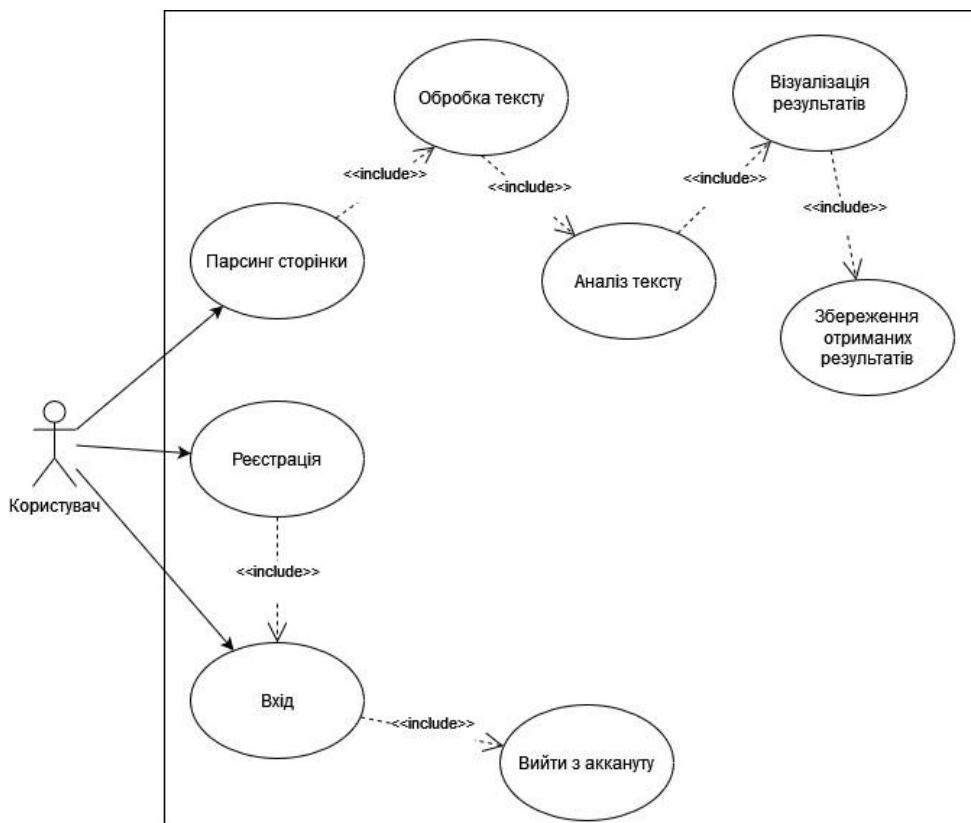 Обробка тексту
Візуалізація
результатів
<<include>>
<<include>>
<<include>>
<<include>>
Парсинг сторінки
Аналіз тексту
Збереження
отриманих
результатів
Реєстрація
Користувач
<<include>>
Вхід
<<include>>
Вийти з аккануту